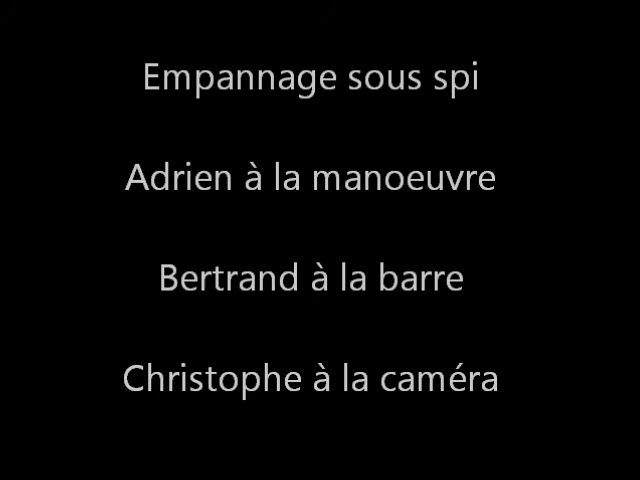 Empannage sous spi
Adrien à la manoeuvre
Bertrand à la barre
Christophe à la caméra